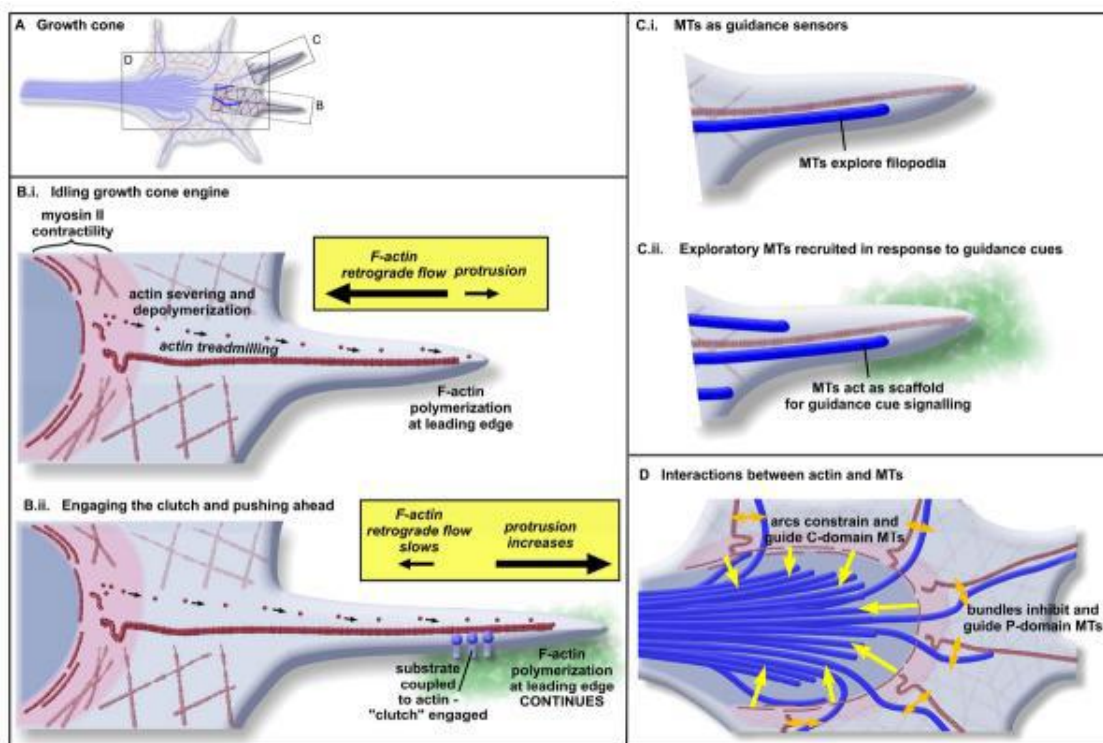 A Growth cone
D
C
B
B.i. Idling growth cone engine
myosin II
contractility
F-actin
retrograde flow
protrusion
actin severing and
depolymerization
actin treadmilling
F-actin
polymerization
at leading edge
B.ii. Engaging the clutch and pushing ahead
F-actin
retrograde flow
slows
protrusion
increases
substrate
coupled
to actin -
"clutch" engaged
F-actin
polymerization
at leading edge
CONTINUES
C.i. MTs as guidance sensors
MTs explore filopodia
C.ii. Exploratory MTs recruited in response to guidance cues
MTs act as scaffold
for guidance cue signalling
D Interactions between actin and MTs
arcs constrain and
guide C-domain MTs
bundles inhibit and
guide P-domain MTs